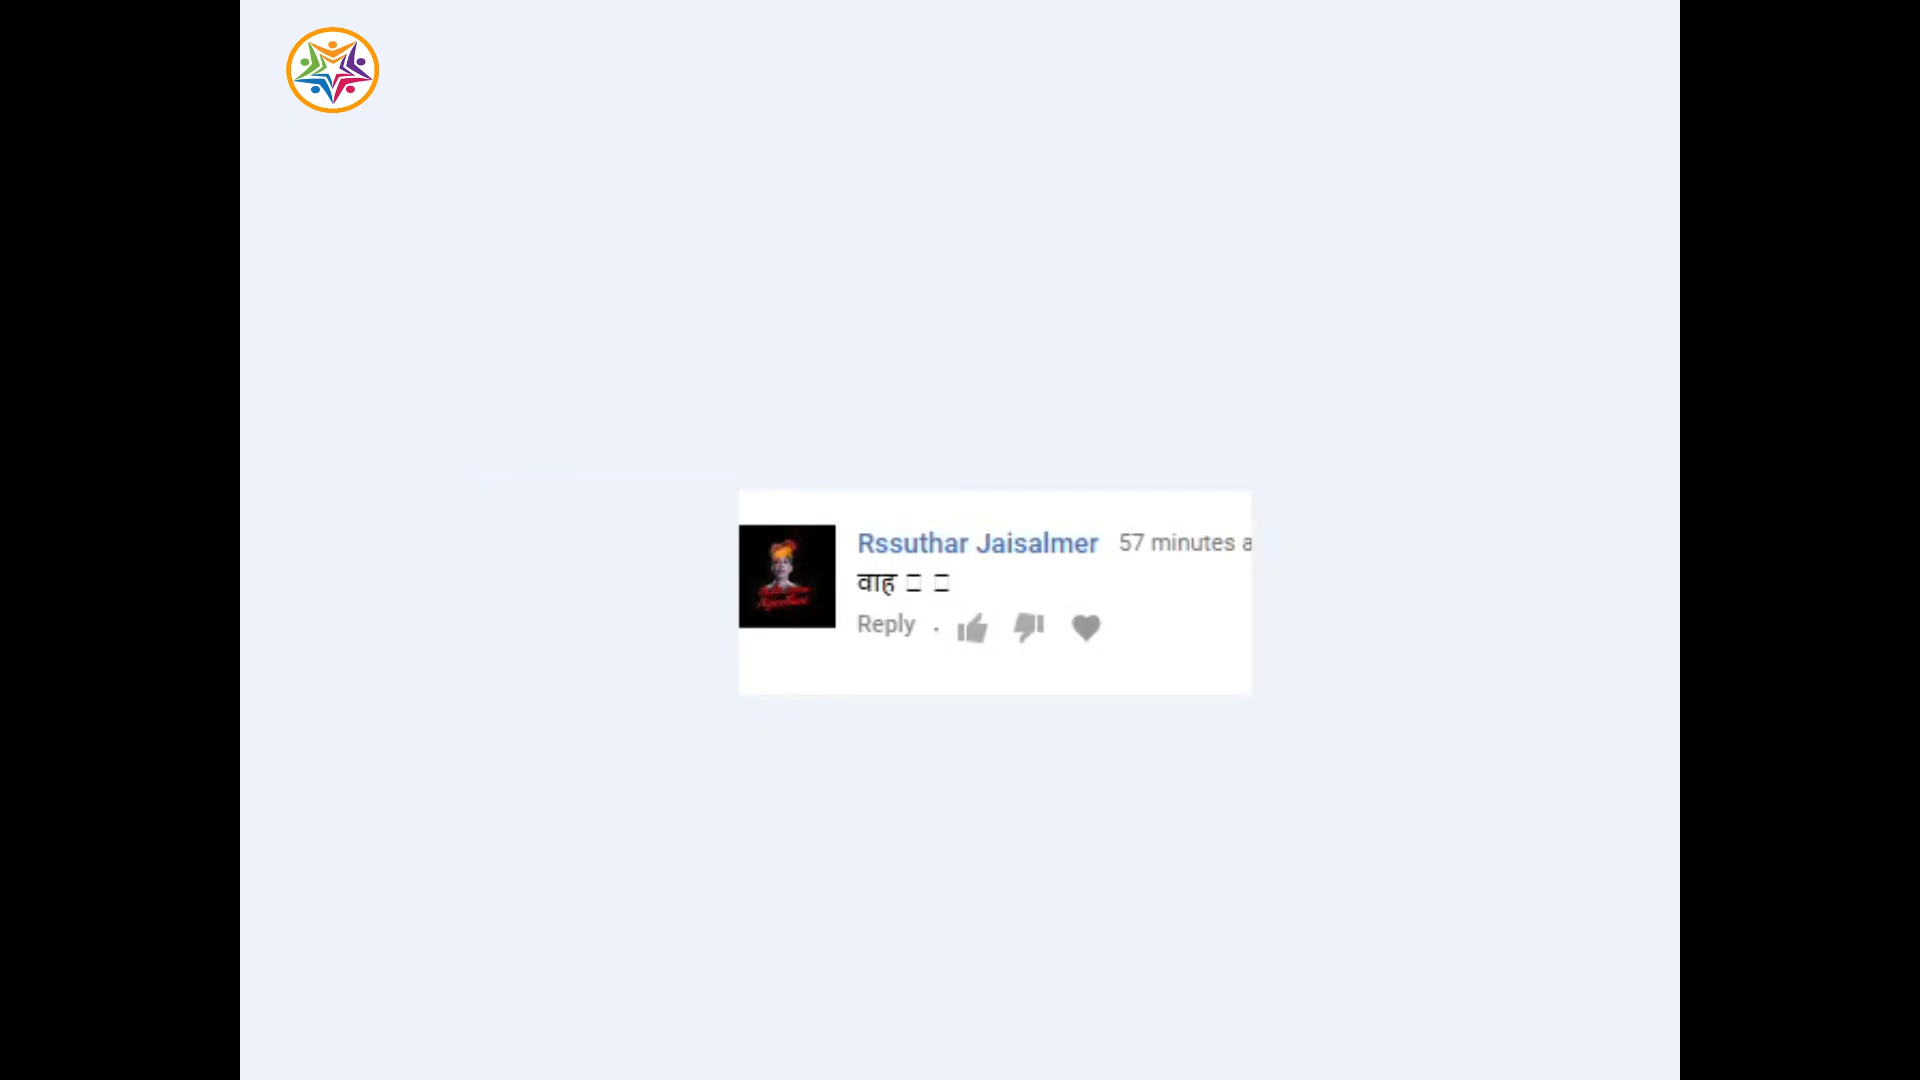 Rssuthar Jaisalmer 57 minutes a
वाह □ □
Reply .